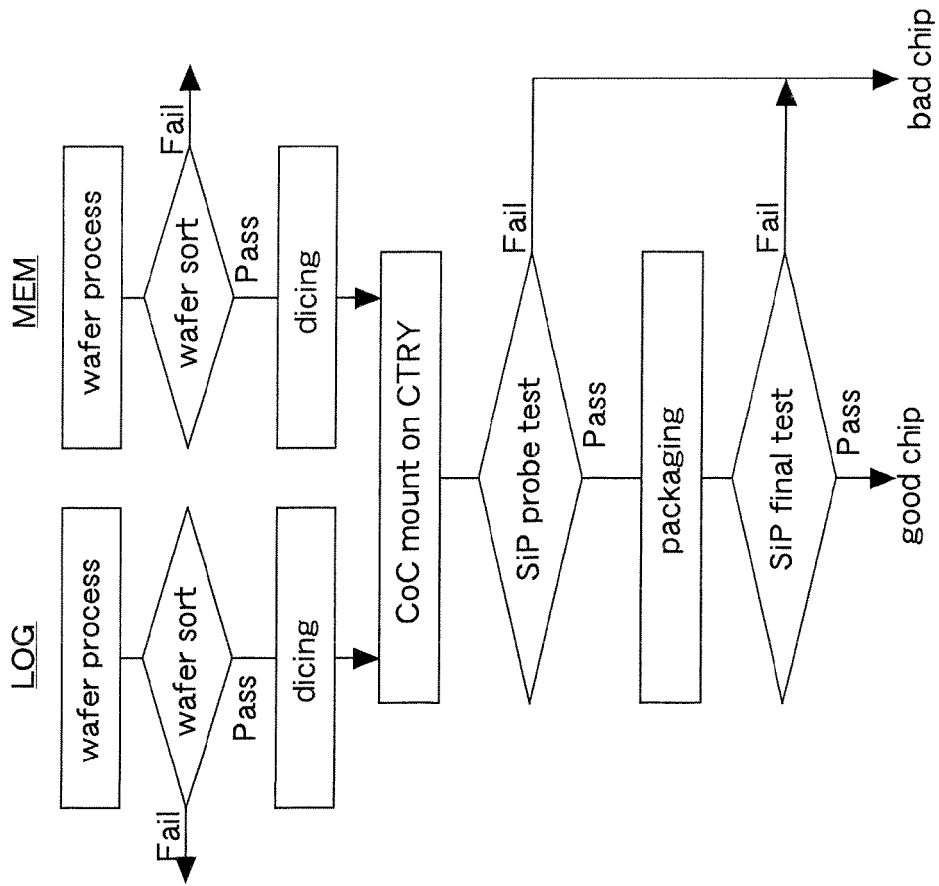 LOG
MEM
wafer process
wafer process
wafer sort
wafer sort
Fail
Fail
Pass
Pass
dicing
dicing
CoC mount on CTRY
SiP probe test
Fail
Pass
packaging
SiP final test
Fail
Pass
good chip
bad chip